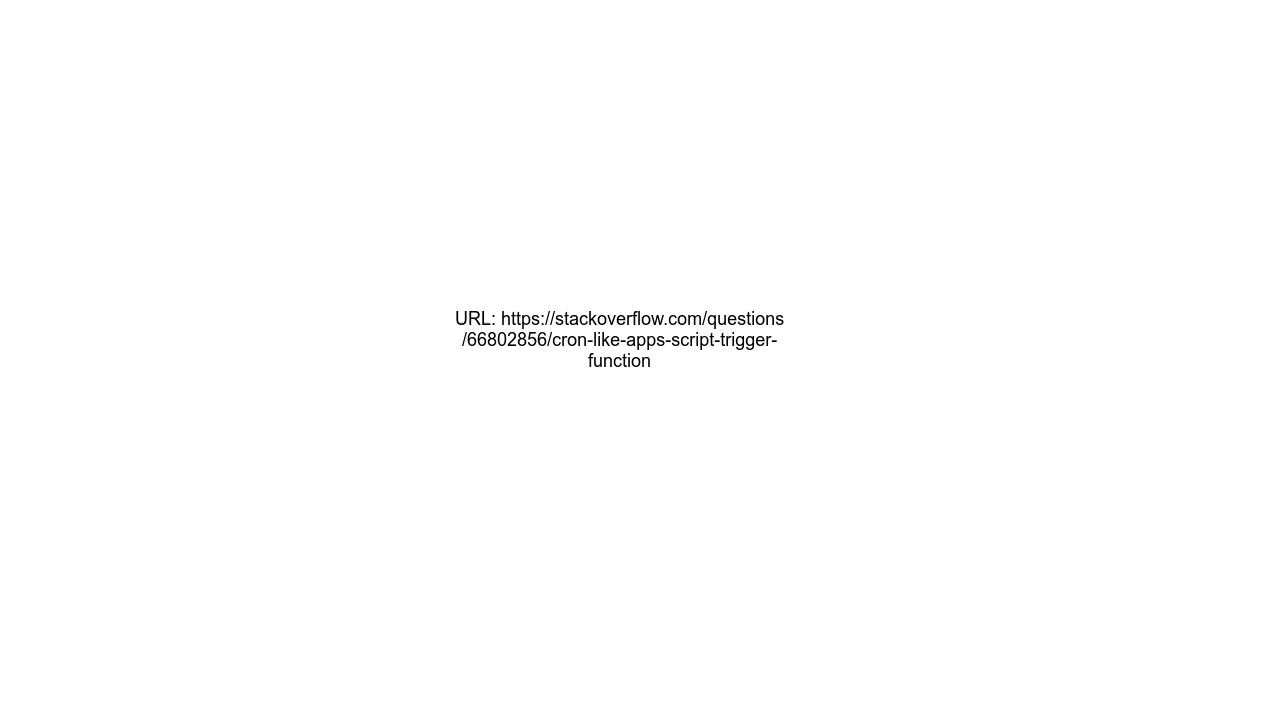 URL: https://stackoverflow.com/questions
/66802856/cron-like-apps-script-trigger-
function